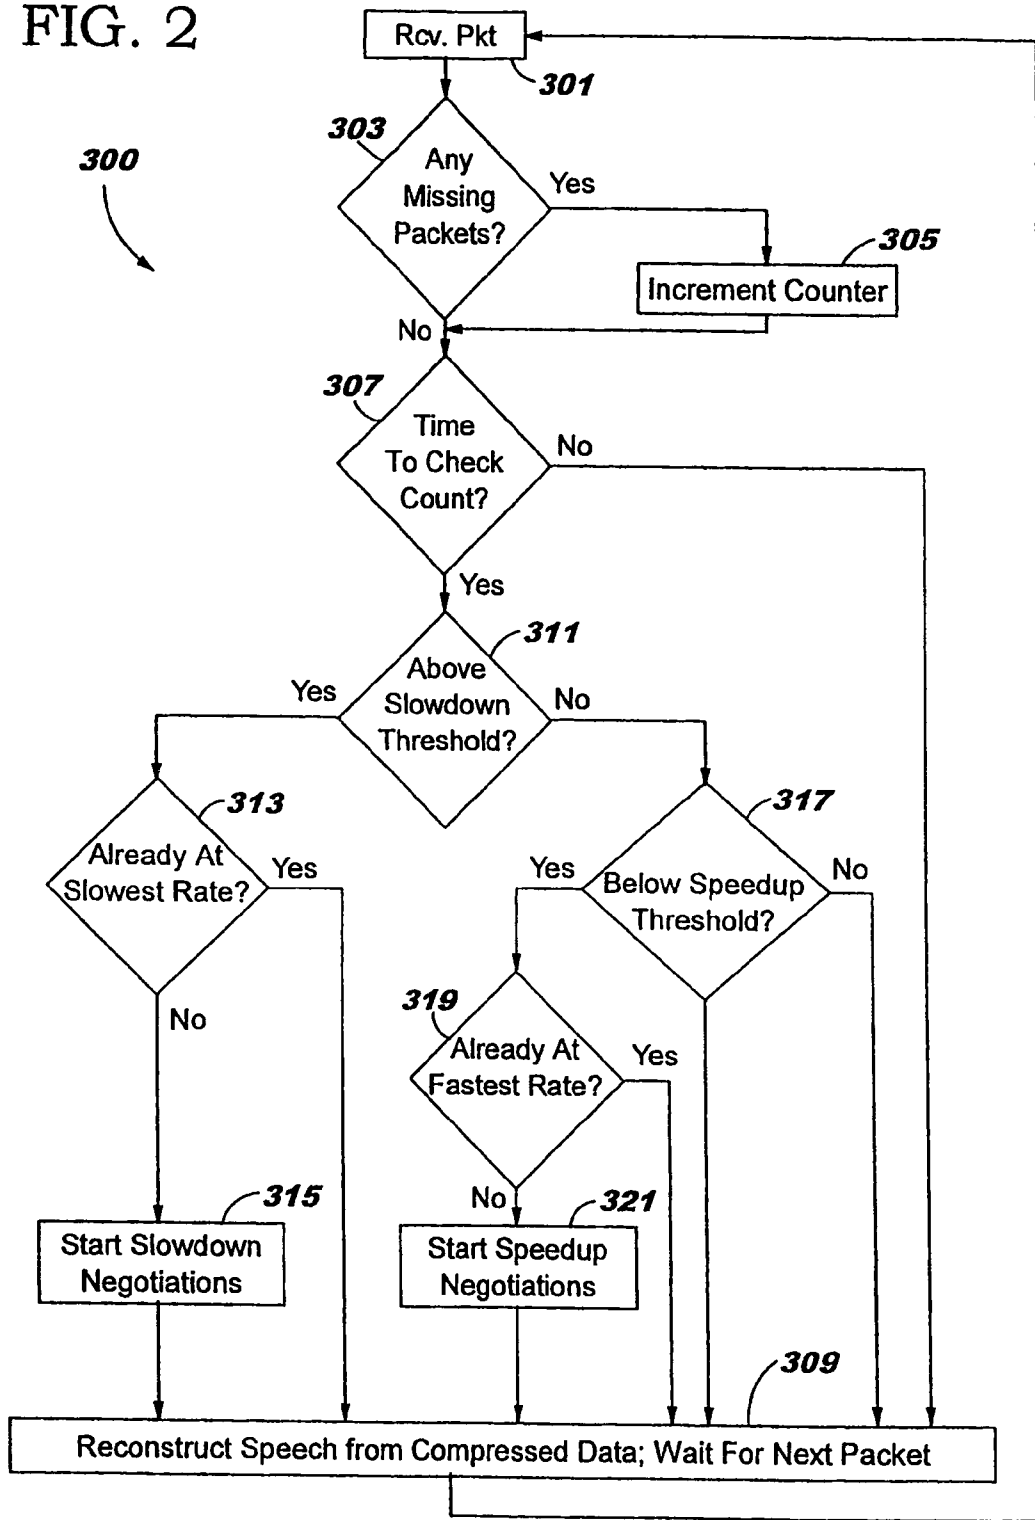 FIG. 2
Rcv. Pkt
301
303
300
Any
Missing
Packets?
Yes
305
Increment Counter
No
307
Time
To Check
Count?
No
Yes
311
Above
Slowdown
Threshold?
Yes
No
313
Already At
Slowest Rate?
Yes
No
317
Below Speedup
Threshold?
Yes
No
319
Already At
Fastest Rate?
Yes
No
315
Start Slowdown
Negotiations
321
Start Speedup
Negotiations
309
Reconstruct Speech from Compressed Data; Wait For Next Packet